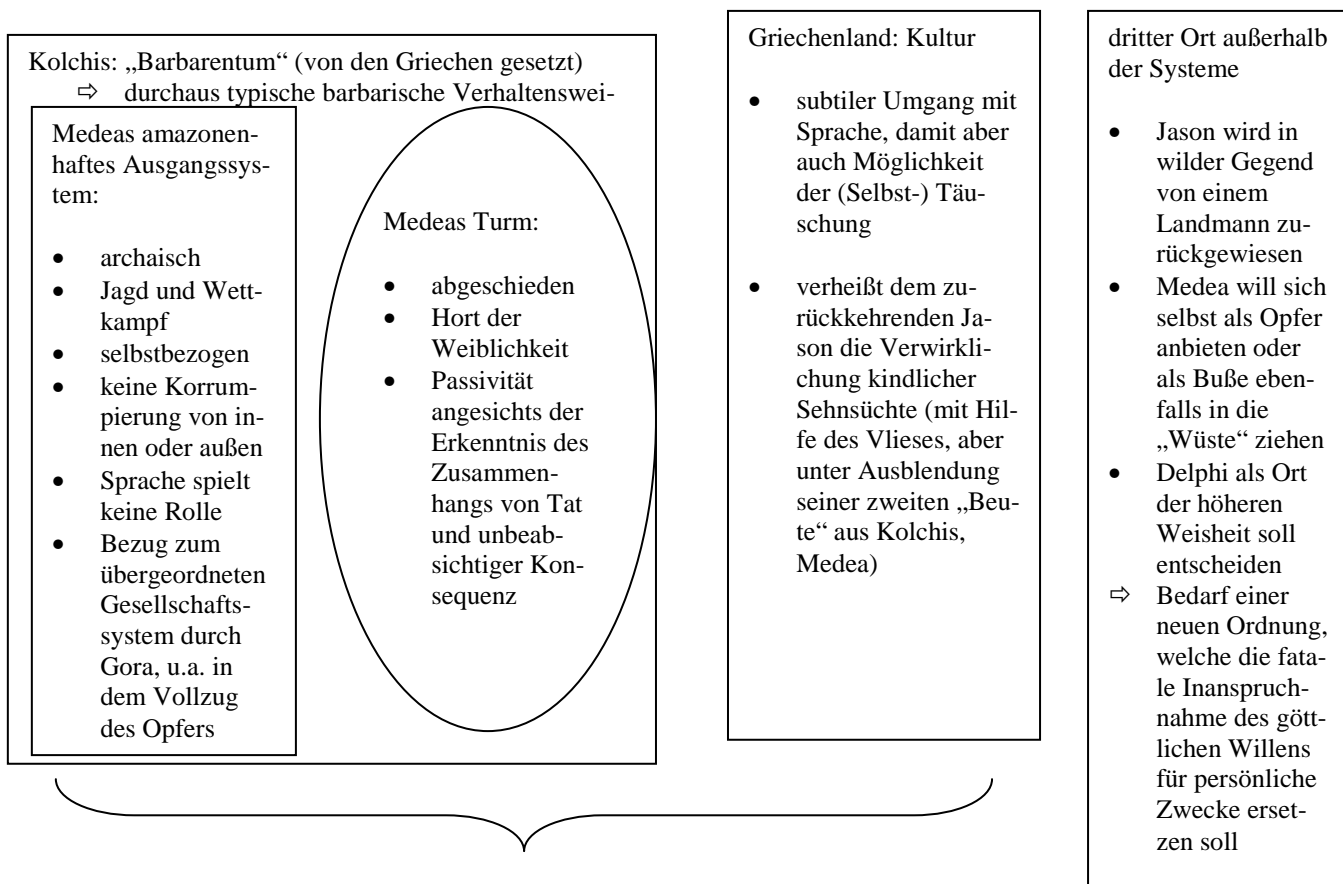 Kolchis: „Barbarentum“ (von den Griechen gesetzt)
⇨ durchaus typische barbarische Verhaltenswei-
Medeas amazonen-
haftes Ausgangssys-
tem:
• archaisch
• Jagd und Wett-
kampf
• selbstbezogen
• keine Korrum-
pierung von in-
nen oder außen
• Sprache spielt
keine Rolle
• Bezug zum
übergeordneten
Gesellschafts-
system durch
Gora, u.a. in
dem Vollzug
des Opfers
Medeas Turm:
• abgeschieden
• Hort der
Weiblichkeit
• Passivität
angesichts der
Erkenntnis des
Zusammen-
hangs von Tat
und unbeab-
sichtiger Kon-
sequenz
Griechenland: Kultur
• subtiler Umgang mit
Sprache, damit aber
auch Möglichkeit
der (Selbst-) Täu-
schung
• verheißt dem zu-
rückkehrenden Ja-
son die Verwirkli-
chung kindlicher
Sehnsüchte (mit Hil-
fe des Vlieses, aber
unter Ausblendung
seiner zweiten „Beu-
te“ aus Kolchis,
Medea)
dritter Ort außerhalb
der Systeme
• Jason wird in
wilder Gegend
von einem
Landmann zu-
rückgewiesen
• Medea will sich
selbst als Opfer
anbieten oder
als Buße eben-
falls in die
„Wüste“ ziehen
• Delphi als Ort
der höheren
Weisheit soll
entscheiden
⇨ Bedarf einer
neuen Ordnung,
welche die fata-
le Inanspruch-
nahme des gött-
lichen Willens
für persönliche
Zwecke erset-
zen soll